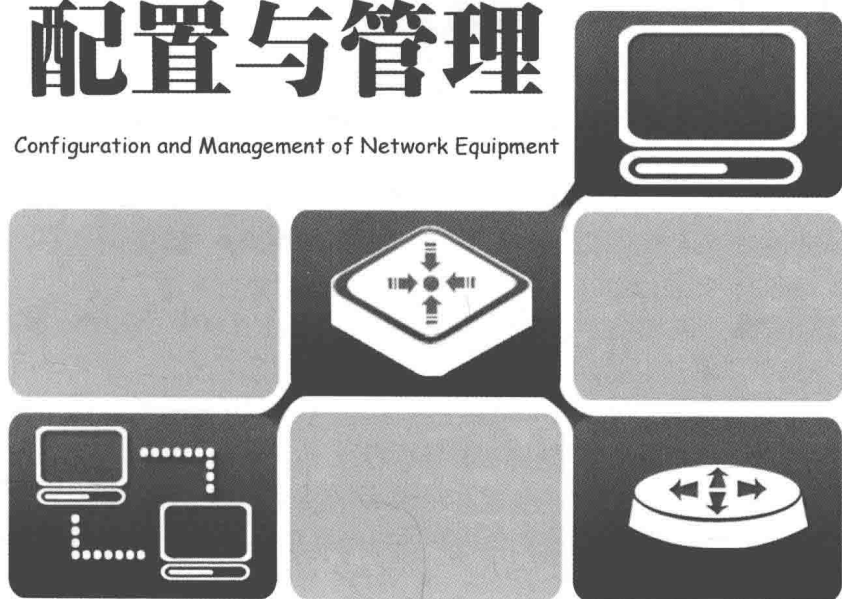 配置与管理
Configuration and Management of Network Equipment